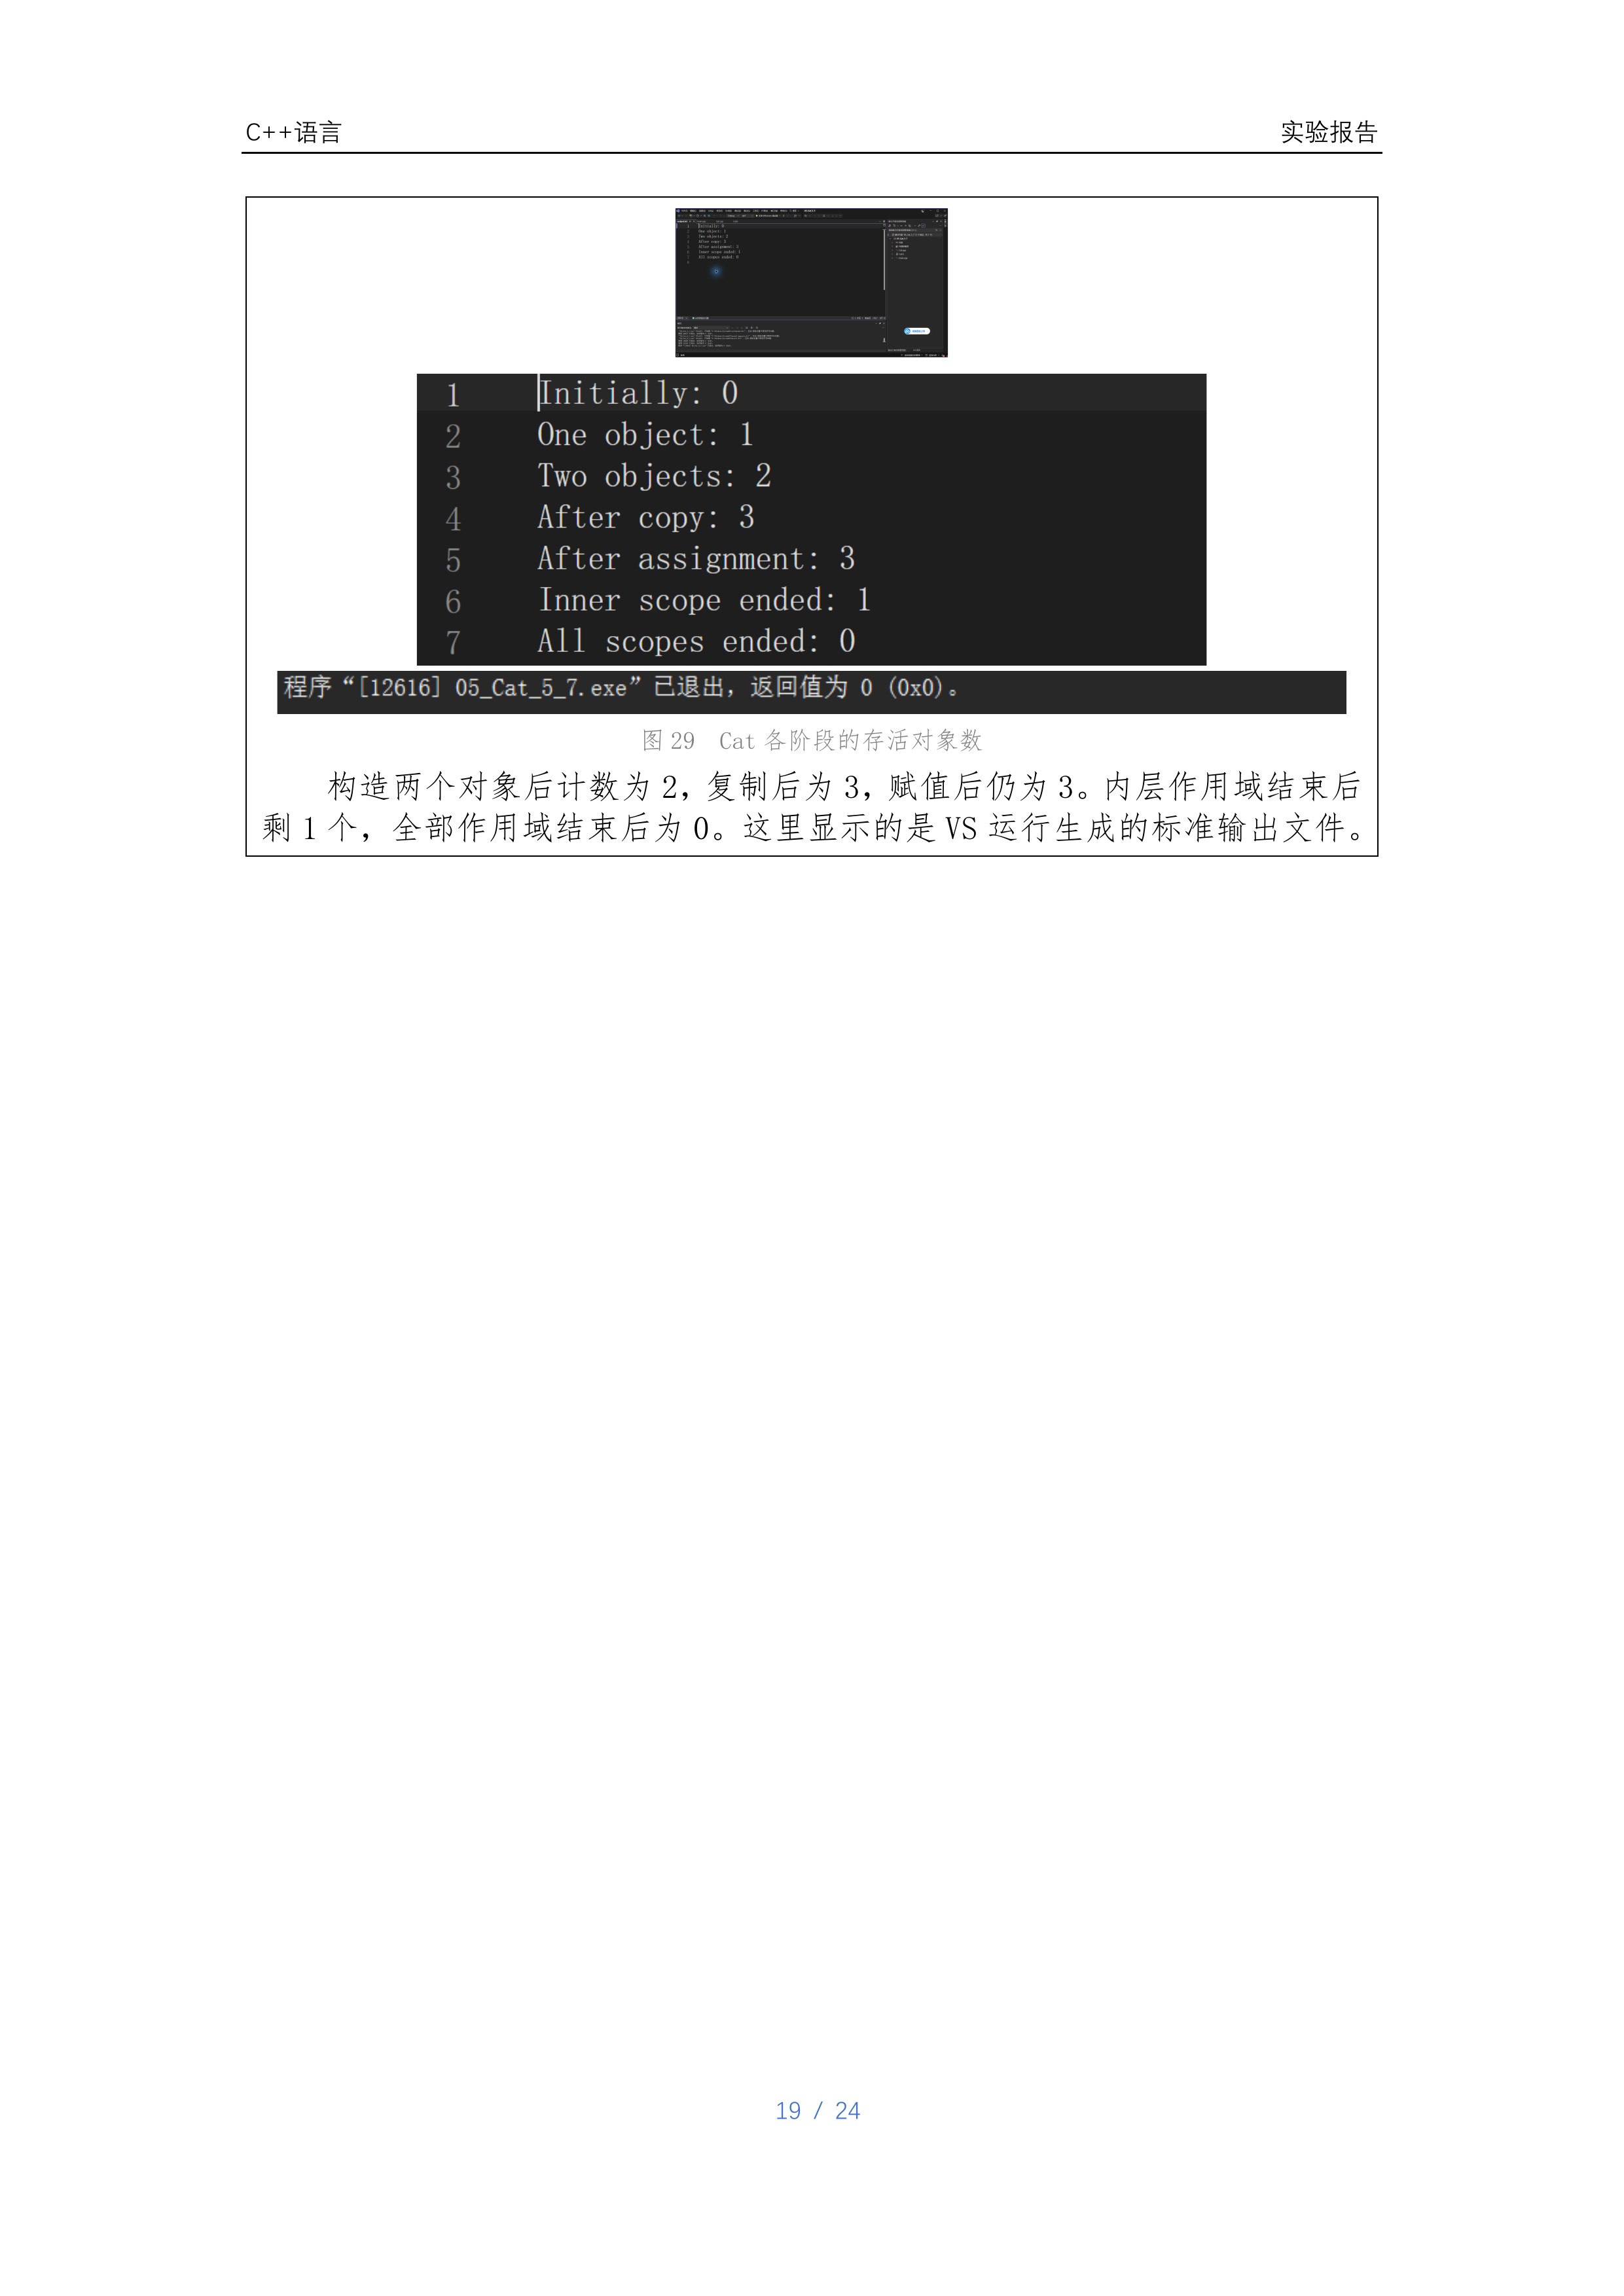 C++语言 实验报告
1 Initially: 0
2 One object: 1
3 Two objects: 2
4 After copy: 3
5 After assignment: 3
6 Inner scope ended: 1
7 All scopes ended: 0
程序“[12616] 05_Cat_5_7.exe”已退出，返回值为 0 (0x0)。
图 29 Cat 各阶段的存活对象数
构造两个对象后计数为 2，复制后为 3，赋值后仍为 3。内层作用域结束后
剩 1 个，全部作用域结束后为 0。这里显示的是 VS 运行生成的标准输出文件。
19 / 24